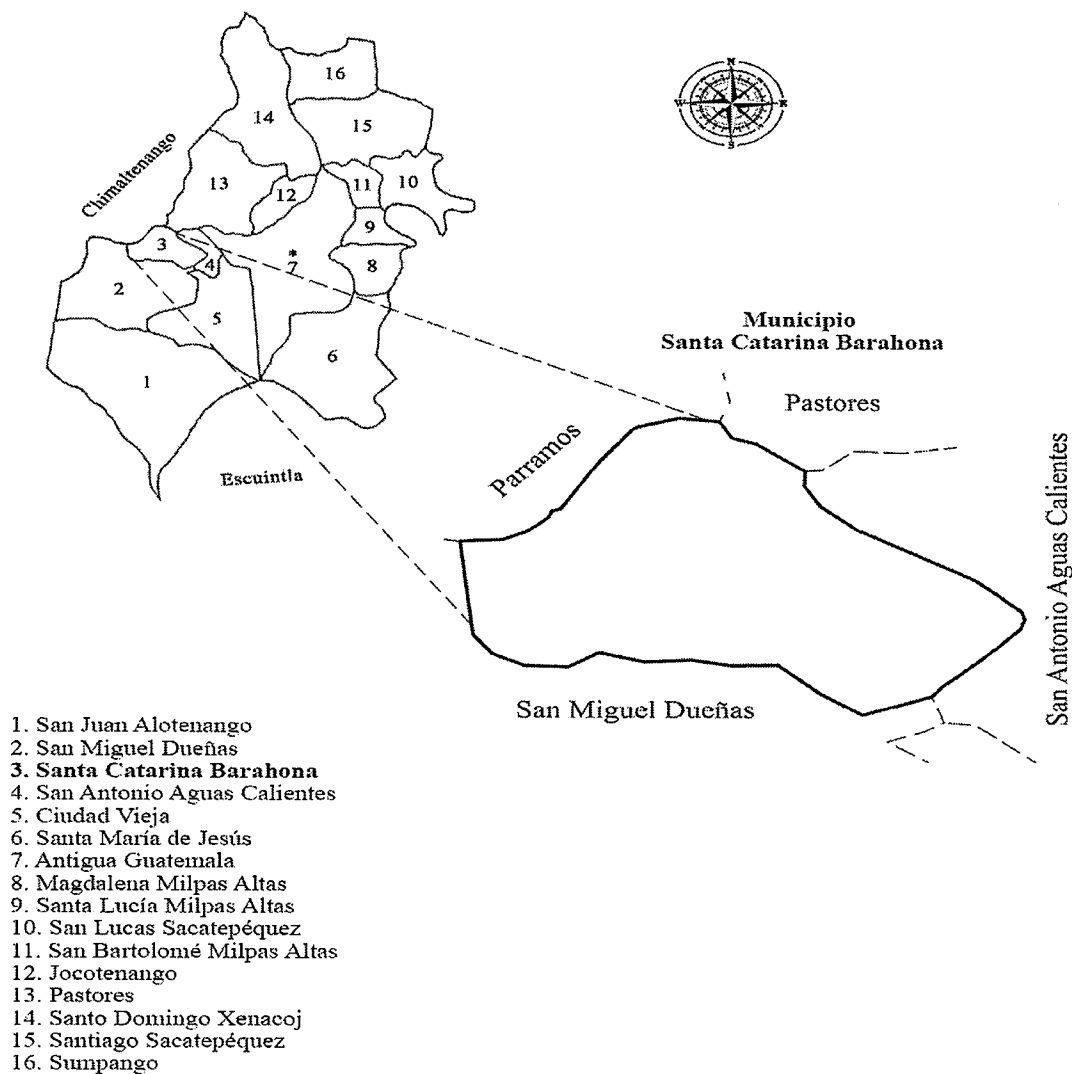 16
14
15
Chimaltenango
13
12
11
10
9
3
4
*
7
8
2
5
6
1
Escuintla
N
W
E
S
Municipio
Santa Catarina Barahona
Pastores
Parramos
San Antonio Aguas Calientes
San Miguel Dueñas
1. San Juan Alotenango
2. San Miguel Dueñas
3. Santa Catarina Barahona
4. San Antonio Aguas Calientes
5. Ciudad Vieja
6. Santa María de Jesús
7. Antigua Guatemala
8. Magdalena Milpas Altas
9. Santa Lucía Milpas Altas
10. San Lucas Sacatepéquez
11. San Bartolomé Milpas Altas
12. Jocotenango
13. Pastores
14. Santo Domingo Xenacoj
15. Santiago Sacatepéquez
16. Sumpango